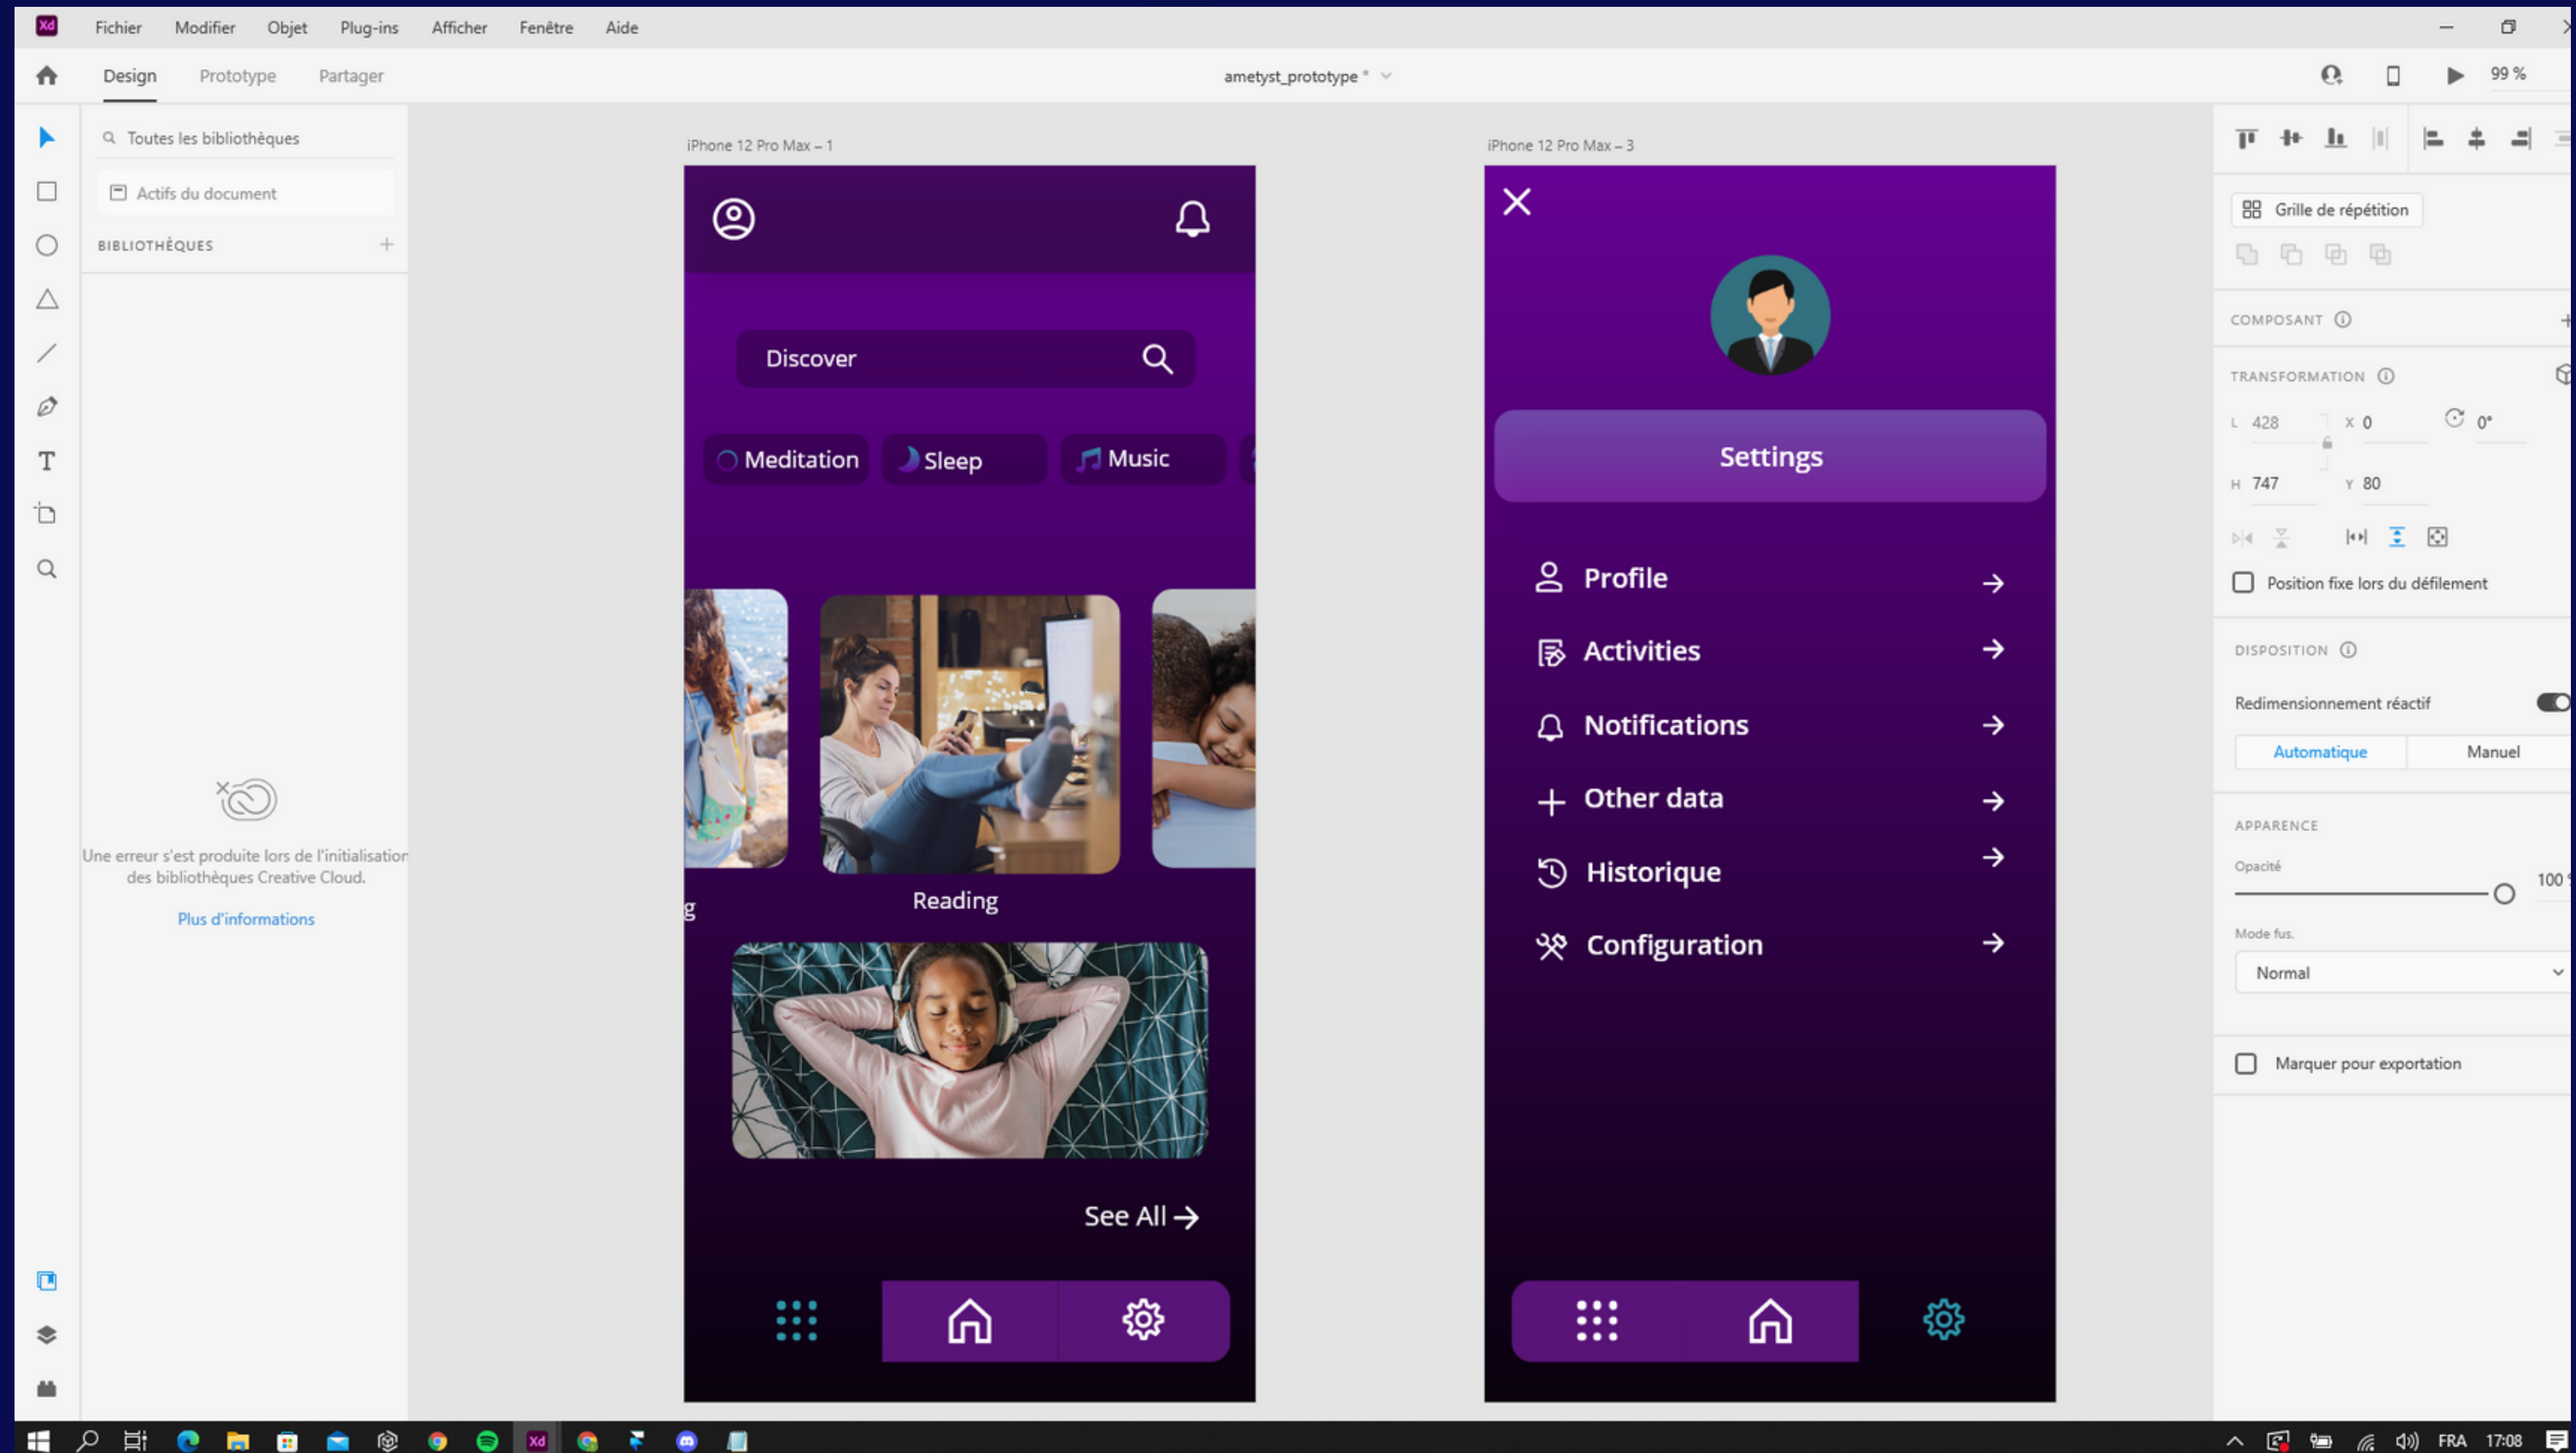 Xd Fichier Modifier Objet Plug-ins Afficher Fenêtre Aide
Design Prototype Partager ametyst_prototype * 99 %
Toutes les bibliothèques
Actifs du document
BIBLIOTHÈQUES
Une erreur s'est produite lors de l'initialisation
des bibliothèques Creative Cloud.
Plus d'informations
iPhone 12 Pro Max – 1
Discover
Meditation Sleep Music
g Reading
See All
iPhone 12 Pro Max – 3
Settings
Profile
Activities
Notifications
Other data
Historique
Configuration
Grille de répétition
COMPOSANT
TRANSFORMATION
L 428 X 0 0°
H 747 Y 80
Position fixe lors du défilement
DISPOSITION
Redimensionnement réactif
Automatique Manuel
APPARENCE
Opacité
100 %
Mode fus.
Normal
Marquer pour exportation
Xd FRA 17:08